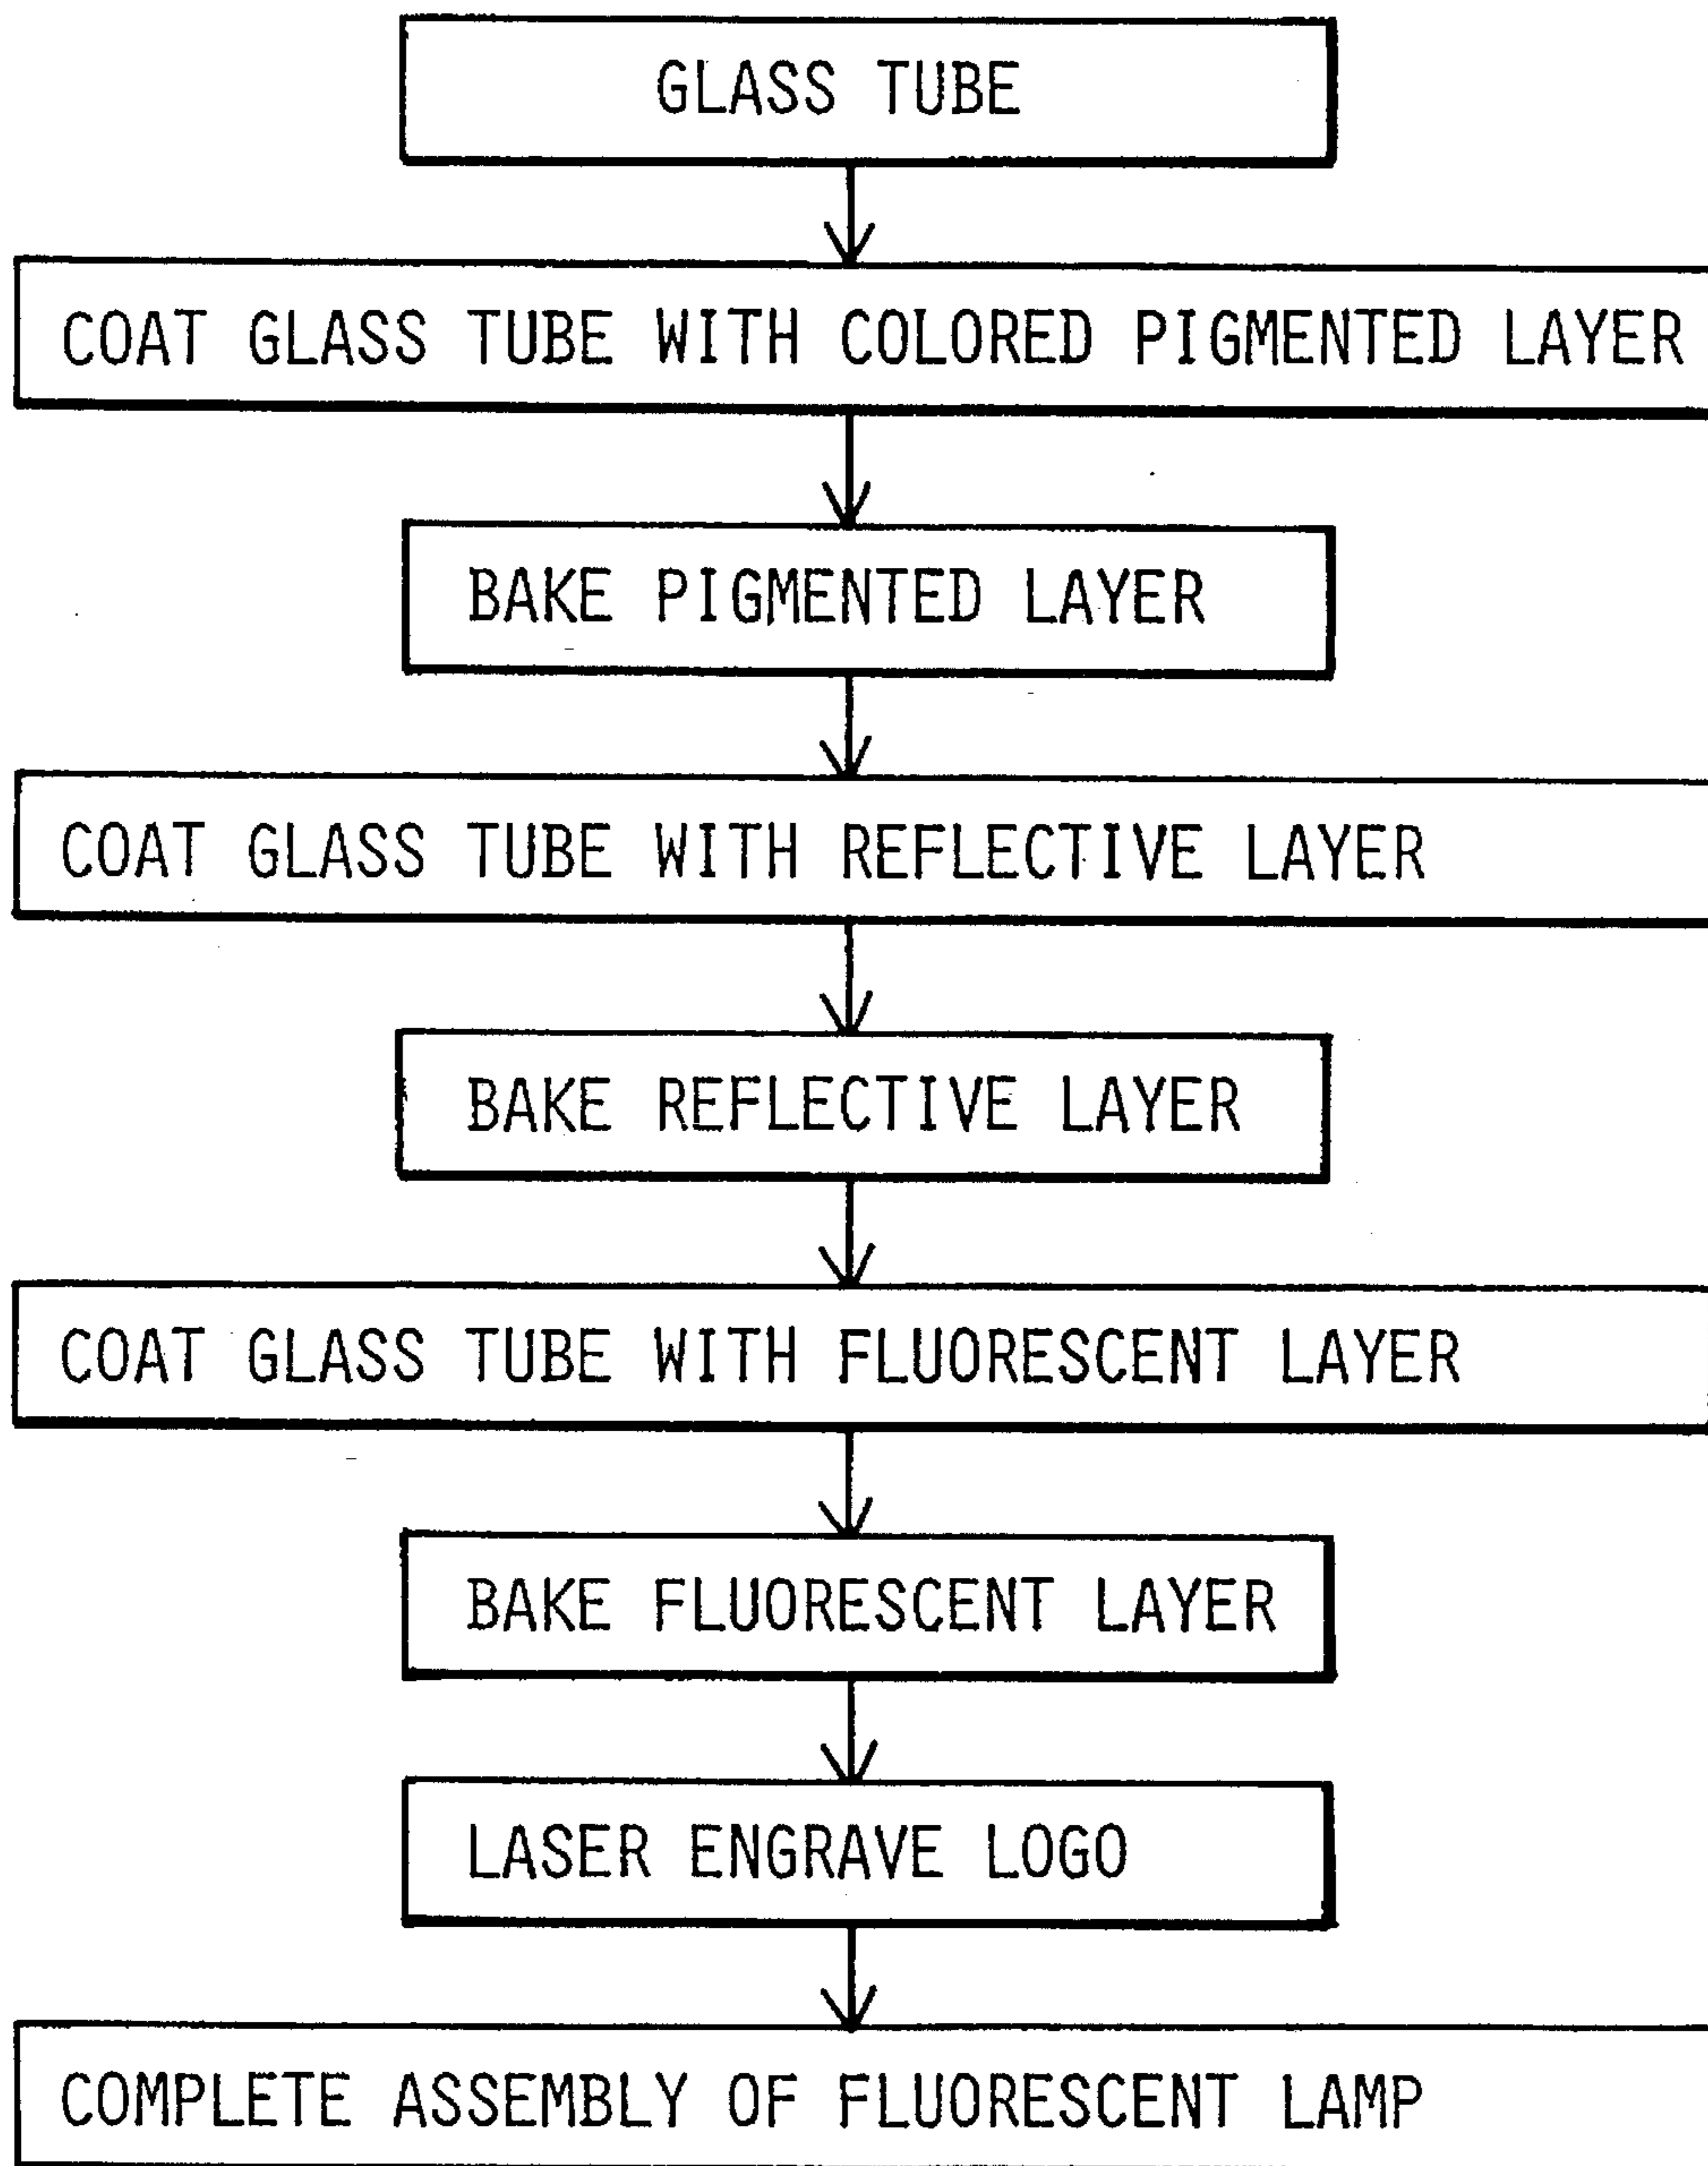 GLASS TUBE
COAT GLASS TUBE WITH COLORED PIGMENTED LAYER
BAKE PIGMENTED LAYER
COAT GLASS TUBE WITH REFLECTIVE LAYER
BAKE REFLECTIVE LAYER
COAT GLASS TUBE WITH FLUORESCENT LAYER
BAKE FLUORESCENT LAYER
LASER ENGRAVE LOGO
COMPLETE ASSEMBLY OF FLUORESCENT LAMP